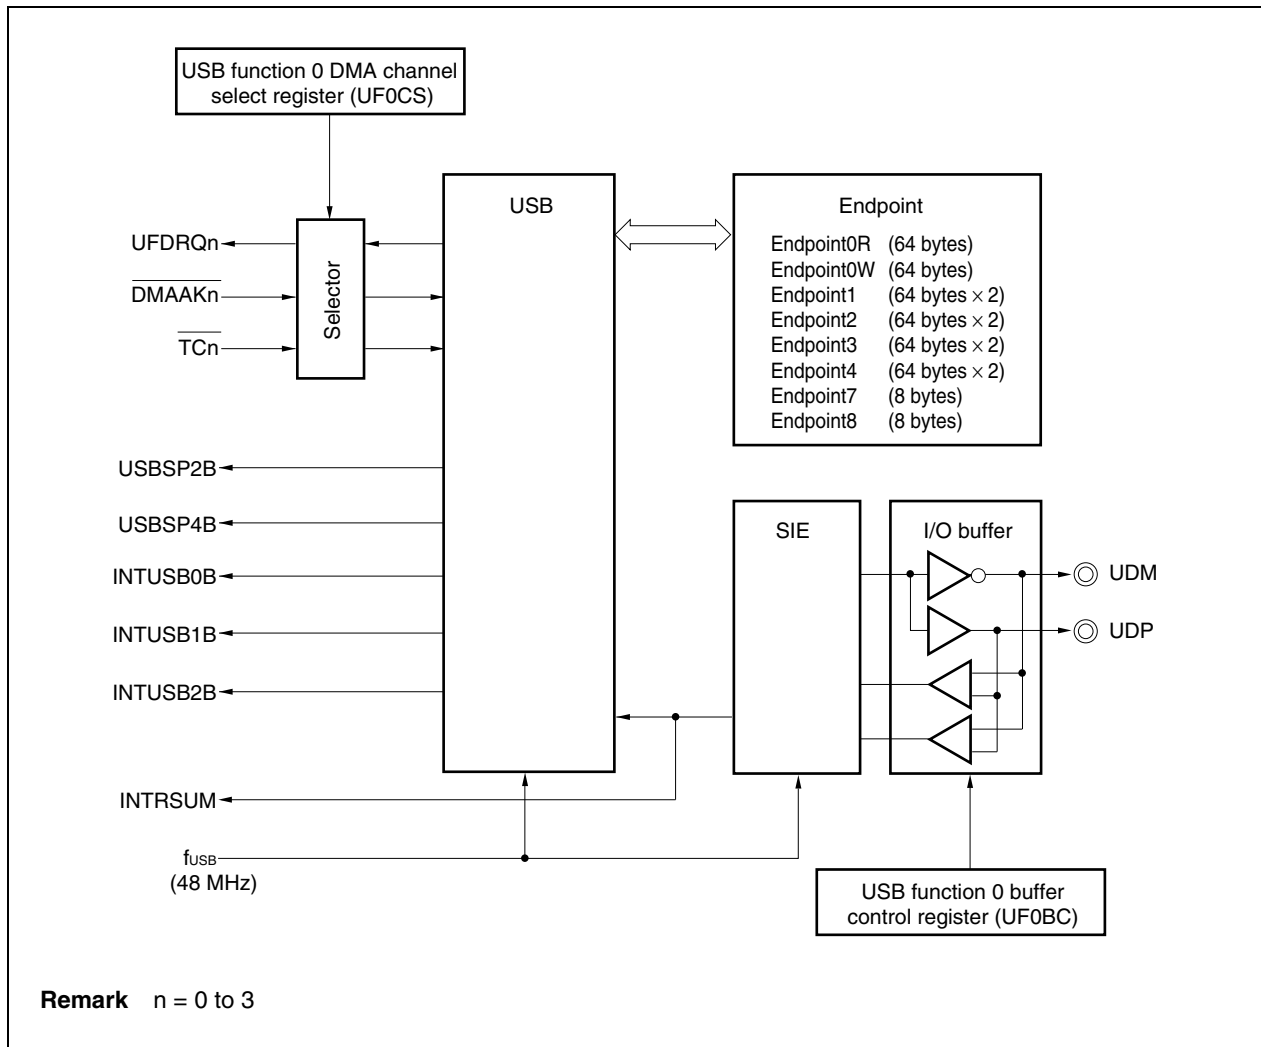 USB function 0 DMA channel
select register (UF0CS)
USB
Endpoint
Endpoint0R (64 bytes)
Endpoint0W (64 bytes)
Endpoint1 (64 bytes × 2)
Endpoint2 (64 bytes × 2)
Endpoint3 (64 bytes × 2)
Endpoint4 (64 bytes × 2)
Endpoint7 (8 bytes)
Endpoint8 (8 bytes)
UFDRQn
DMAAKn
TCn
Selector
USBSP2B
USBSP4B
INTUSB0B
INTUSB1B
INTUSB2B
INTRSUM
fUSB
(48 MHz)
SIE
I/O buffer
UDM
UDP
USB function 0 buffer
control register (UF0BC)
Remark n = 0 to 3